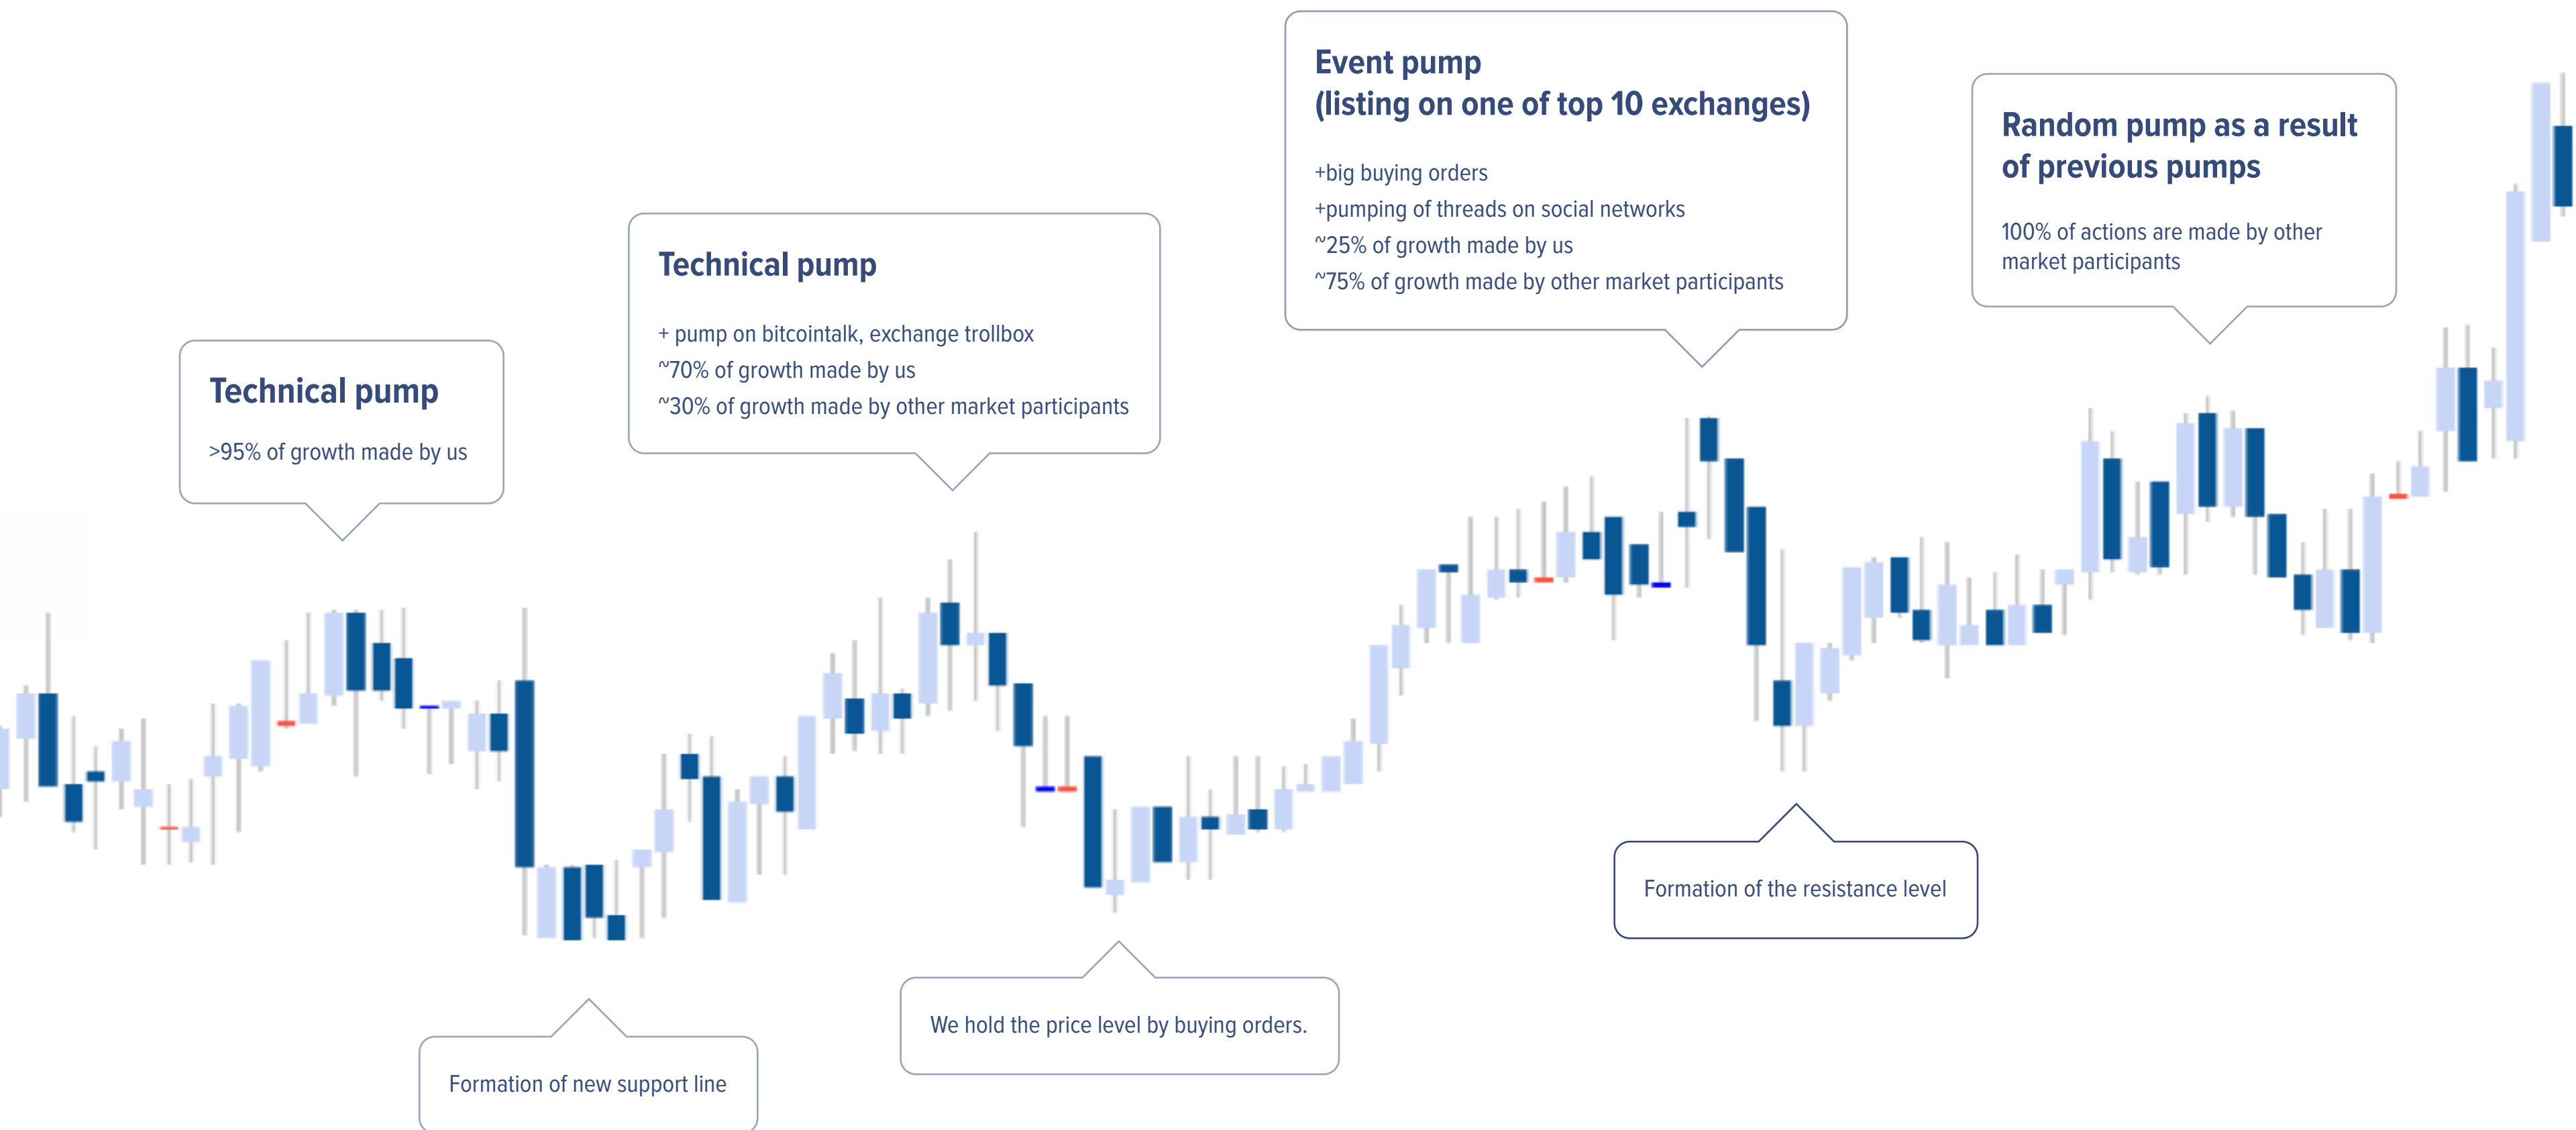 Event pump
(listing on one of top 10 exchanges)
+big buying orders
+pumping of threads on social networks
~25% of growth made by us
~75% of growth made by other market participants
Random pump as a result
of previous pumps
100% of actions are made by other
market participants
Technical pump
+ pump on bitcointalk, exchange trollbox
~70% of growth made by us
~30% of growth made by other market participants
Technical pump
>95% of growth made by us
Formation of the resistance level
We hold the price level by buying orders.
Formation of new support line